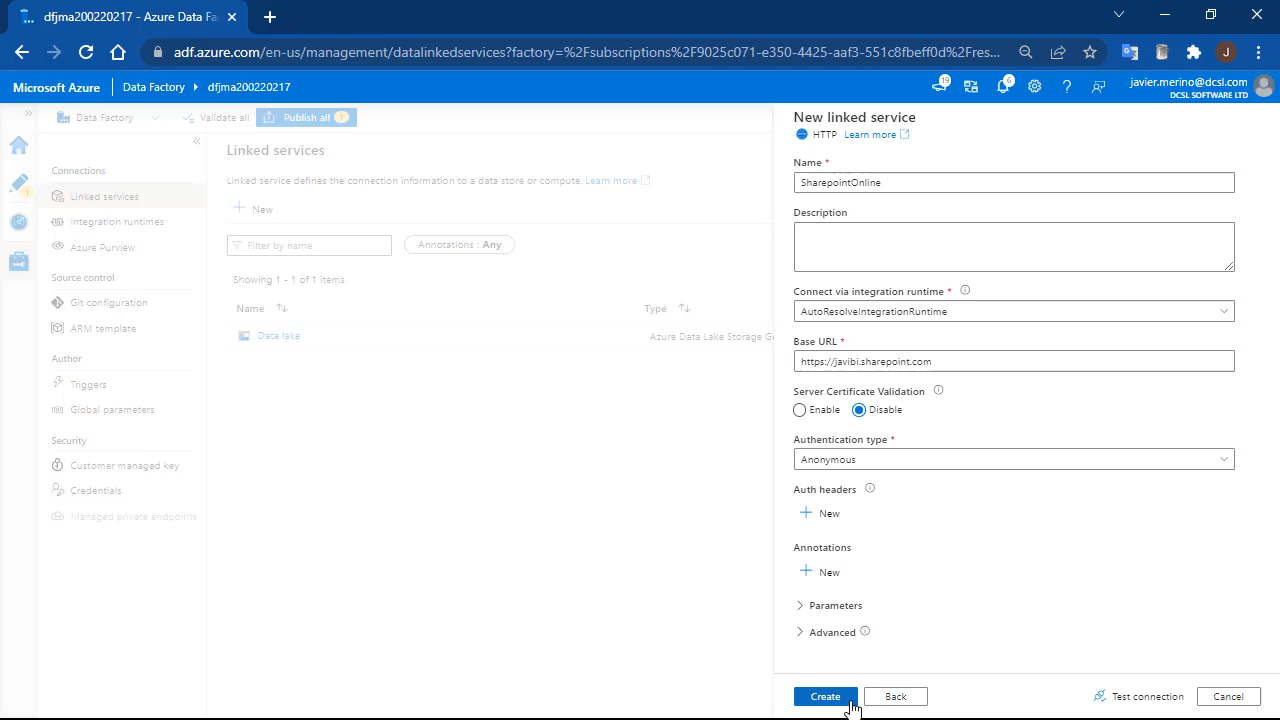 dfjma200220217 - Azure Data Fa
adf.azure.com/en-us/management/datalinkedservices?factory=%2Fsubscriptions%2F9025c071-e350-4425-aaf3-551c8fbeff0d%2Fres...
J
Microsoft Azure
Data Factory
dfjma200220217
19
6
javier.merino@dcsl.com
DCSL SOFTWARE LTD
Data Factory
Validate all
Publish all 1
1
Connections
Linked services
Integration runtimes
Azure Purview
Source control
Git configuration
ARM template
Author
Triggers
Global parameters
Security
Customer managed key
Credentials
Managed private endpoints
Linked services
Linked service defines the connection information to a data store or compute. Learn more
New
Filter by name
Annotations : Any
Showing 1 - 1 of 1 items
Name
Type
Data lake
Azure Data Lake Storage Ge
New linked service
HTTP Learn more
Name *
SharepointOnline
Description
Connect via integration runtime *
AutoResolveIntegrationRuntime
Base URL *
https://javibi.sharepoint.com
Server Certificate Validation
Enable
Disable
Authentication type *
Anonymous
Auth headers
New
Annotations
New
Parameters
Advanced
Create
Back
Test connection
Cancel